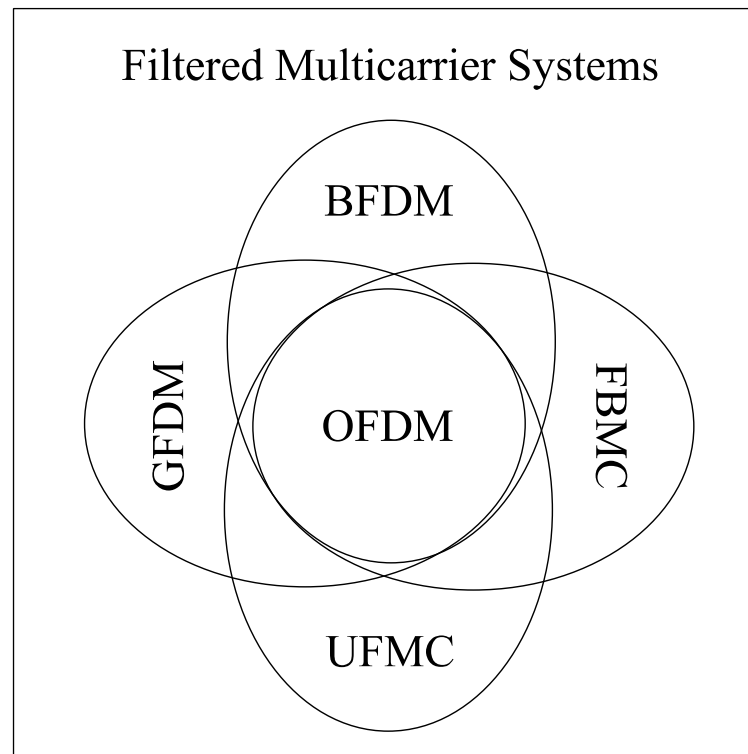 Filtered Multicarrier Systems
BFDM
GFDM
OFDM
FBMC
UFMC